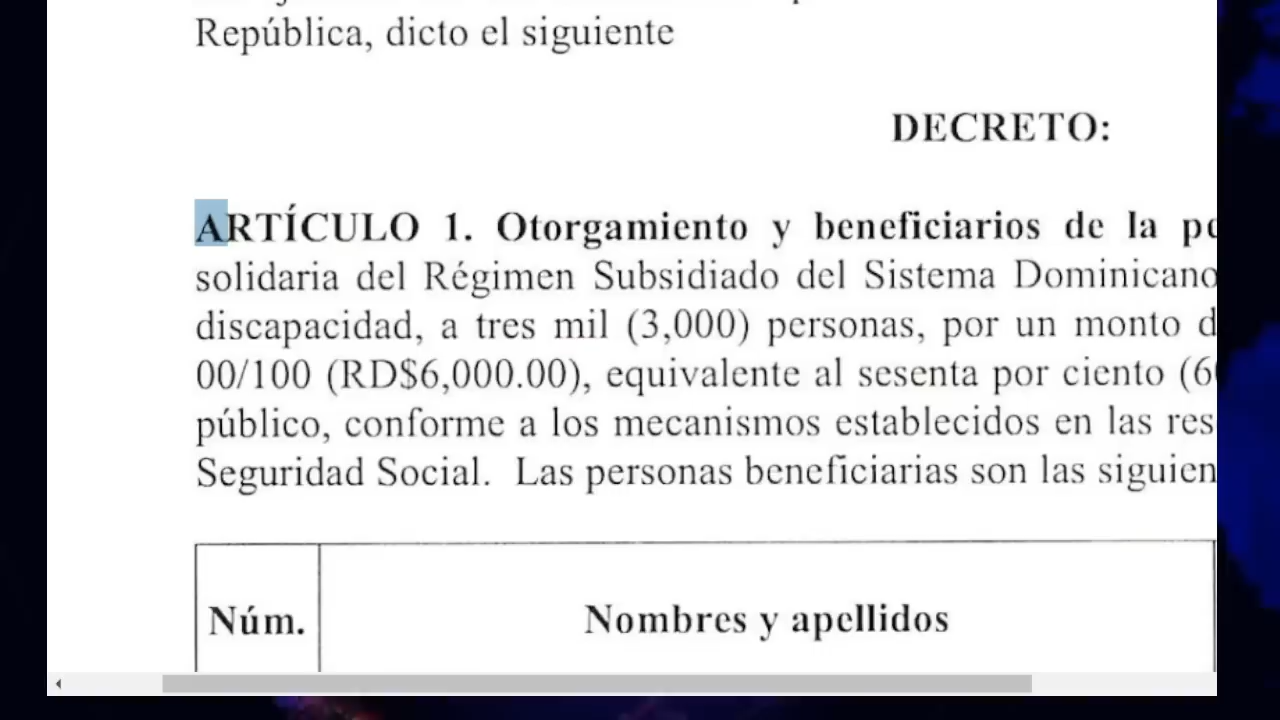 República, dicto el siguiente
DECRETO:
ARTÍCULO 1. Otorgamiento y beneficiarios de la
solidaria del Régimen Subsidiado del Sistema Dominicano
discapacidad, a tres mil (3,000) personas, por un monto
00/100 (RD$6,000.00), equivalente al sesenta por ciento
público, conforme a los mecanismos establecidos en las
Seguridad Social. Las personas beneficiarias son las
Núm.
Nombres y apellidos